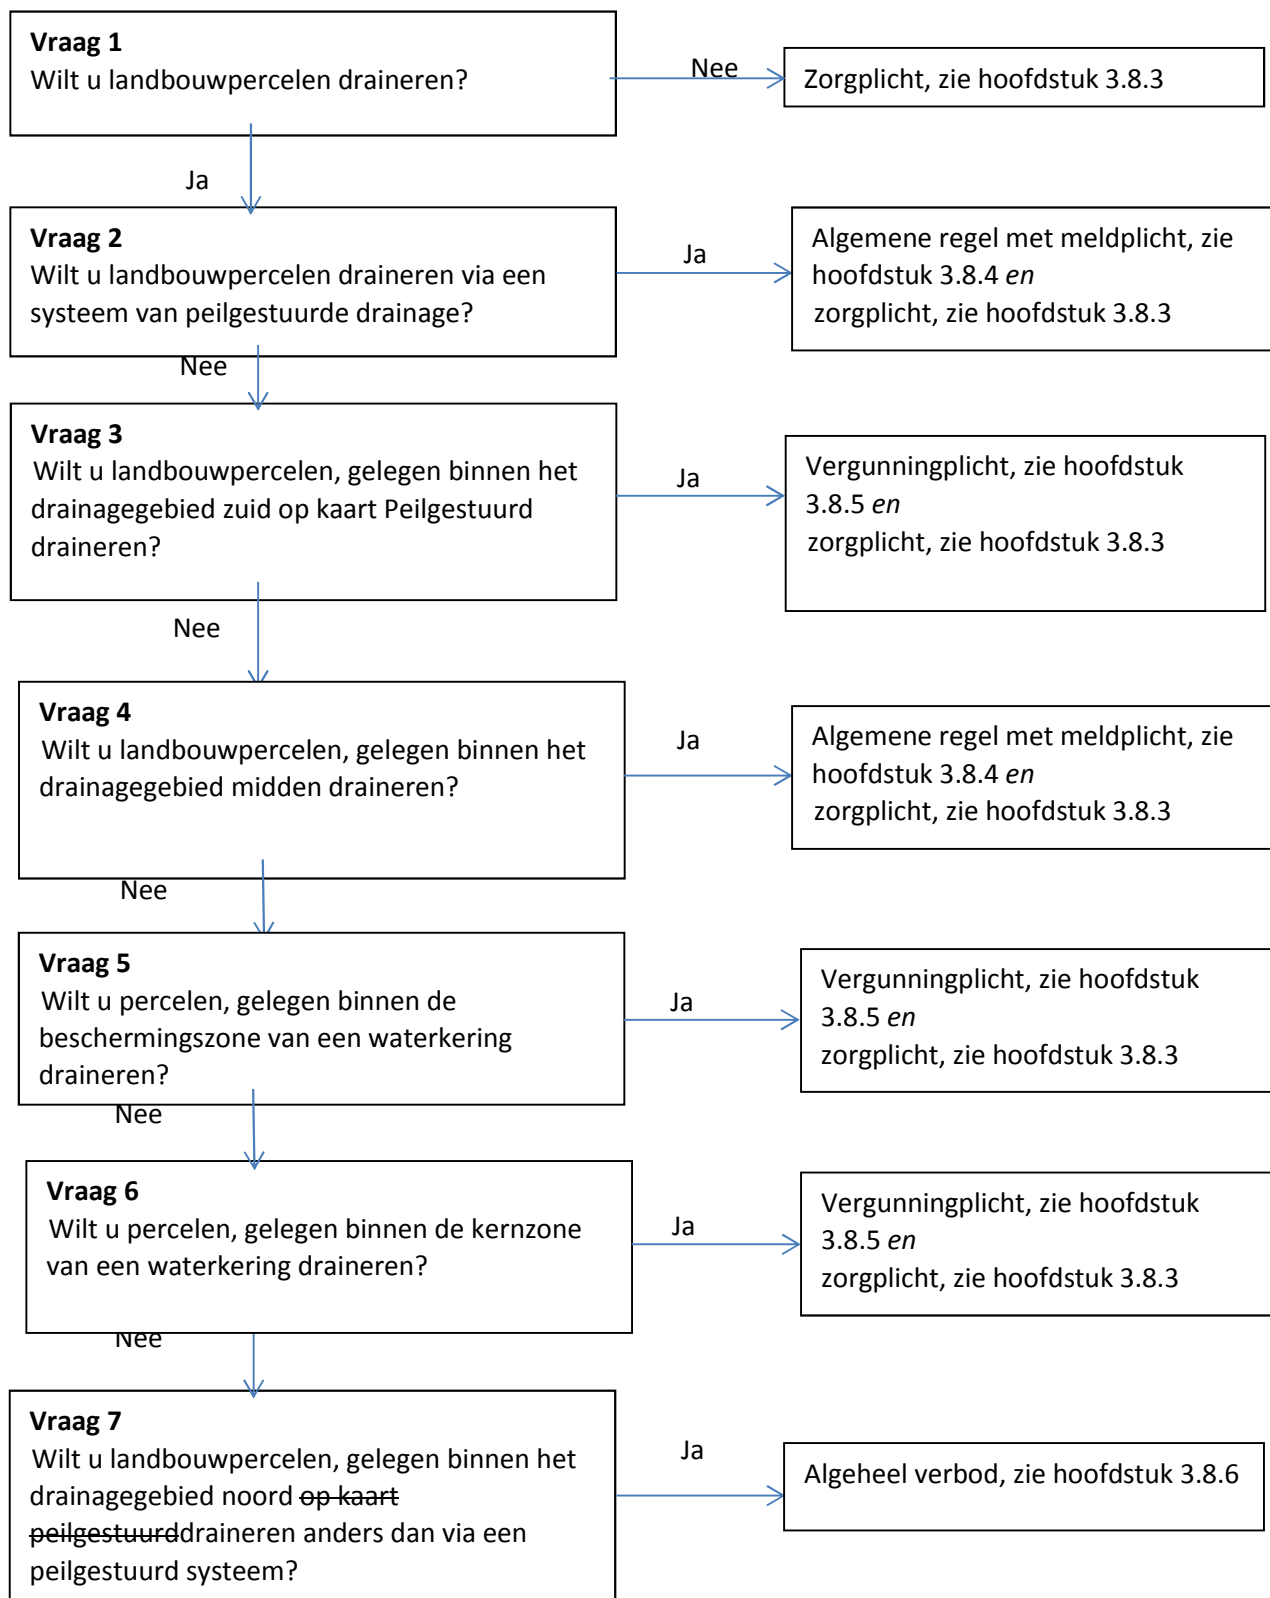 Vraag 1
Wilt u landbouwpercelen draineren?
Nee
Zorgplicht, zie hoofdstuk 3.8.3
Ja
Vraag 2
Wilt u landbouwpercelen draineren via een
systeem van peilgestuurde drainage?
Ja
Algemene regel met meldplicht, zie
hoofdstuk 3.8.4 en
zorgplicht, zie hoofdstuk 3.8.3
Nee
Vraag 3
Wilt u landbouwpercelen, gelegen binnen het
drainagegebied zuid op kaart Peilgestuurd
draineren?
Ja
Vergunningplicht, zie hoofdstuk
3.8.5 en
zorgplicht, zie hoofdstuk 3.8.3
Nee
Vraag 4
Wilt u landbouwpercelen, gelegen binnen het
drainagegebied midden draineren?
Ja
Algemene regel met meldplicht, zie
hoofdstuk 3.8.4 en
zorgplicht, zie hoofdstuk 3.8.3
Nee
Vraag 5
Wilt u percelen, gelegen binnen de
beschermingszone van een waterkering
draineren?
Ja
Vergunningplicht, zie hoofdstuk
3.8.5 en
zorgplicht, zie hoofdstuk 3.8.3
Nee
Vraag 6
Wilt u percelen, gelegen binnen de kernzone
van een waterkering draineren?
Ja
Vergunningplicht, zie hoofdstuk
3.8.5 en
zorgplicht, zie hoofdstuk 3.8.3
Nee
Vraag 7
Wilt u landbouwpercelen, gelegen binnen het
drainagegebied noord op kaart
peilgestuurddraineren anders dan via een
peilgestuurd systeem?
Ja
Algeheel verbod, zie hoofdstuk 3.8.6